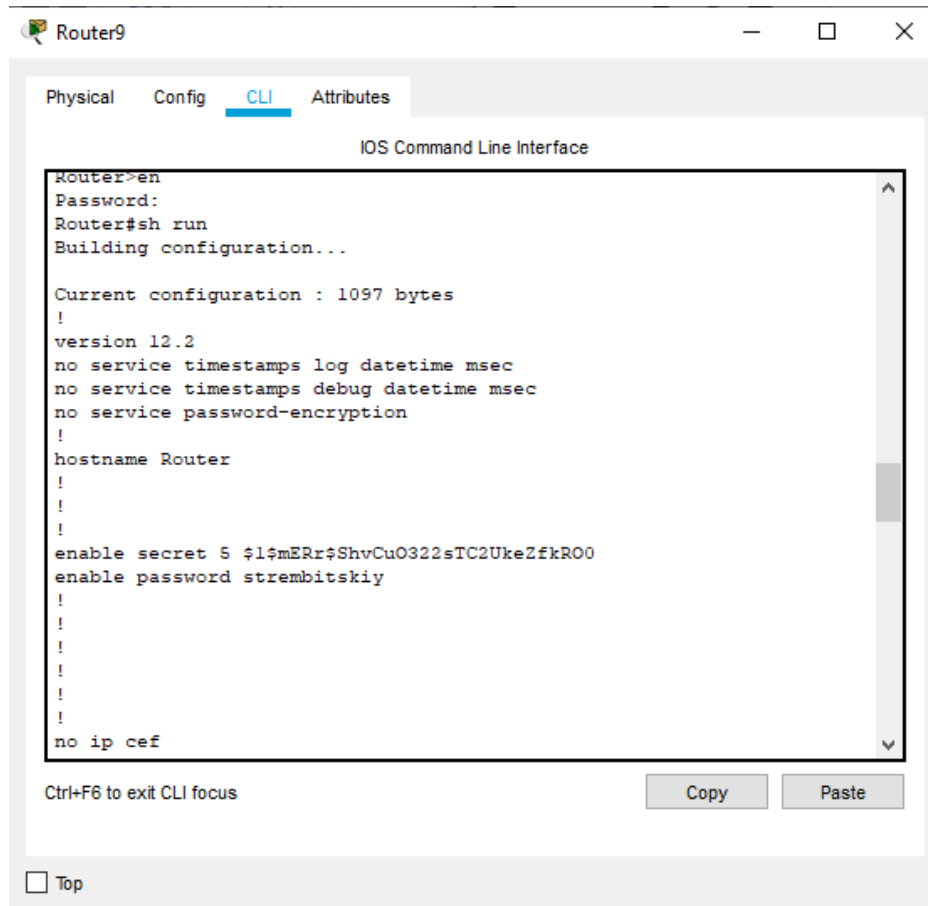 Router9
Physical Config CLI Attributes
IOS Command Line Interface
Router>en
Password:
Router#sh run
Building configuration...
Current configuration : 1097 bytes
!
version 12.2
no service timestamps log datetime msec
no service timestamps debug datetime msec
no service password-encryption
!
hostname Router
!
!
!
enable secret 5 $1$mERr$ShvCuO322sTC2UkeZfkRO0
enable password strembitskiy
!
!
!
!
!
!
no ip cef
Ctrl+F6 to exit CLI focus
Copy Paste
Top